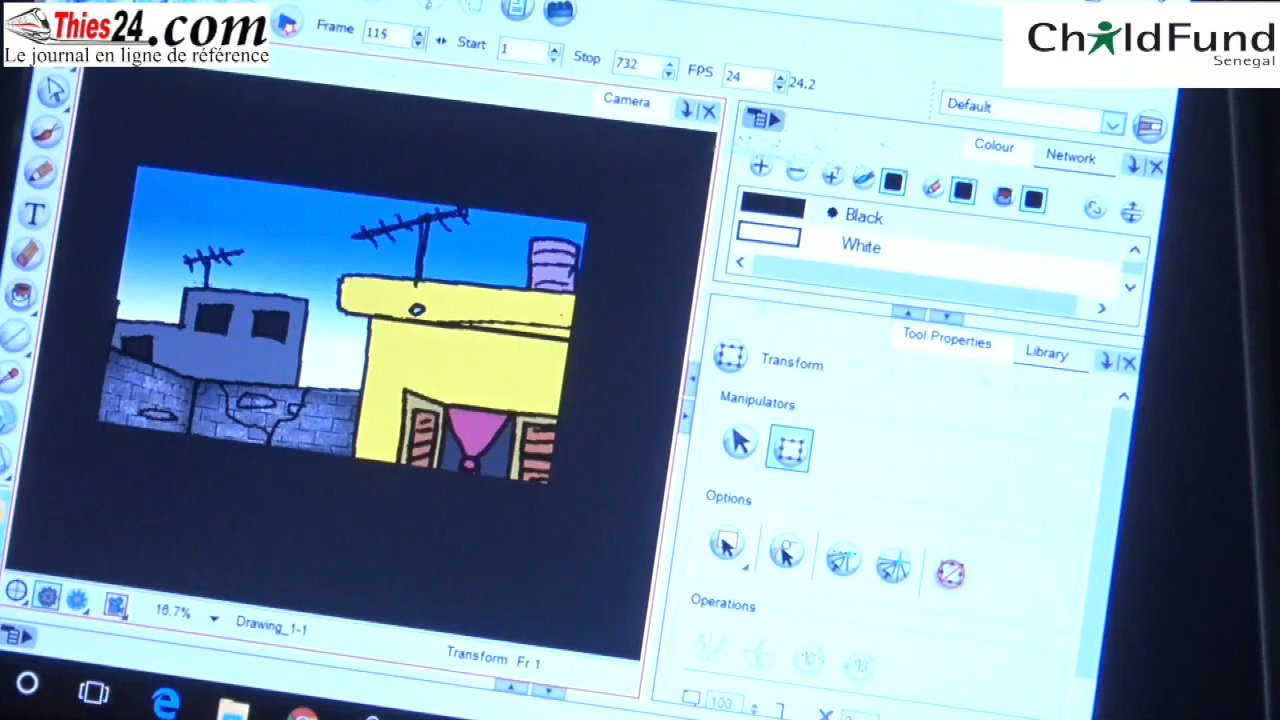 Thies24.com
Le journal en ligne de référence
ChildFund
Senegal
Frame 115 Start 1 Stop 732 FPS 24 24.2
Camera
Default
Colour Network
Black
White
T
Tool Properties Library
Transform
Manipulators
Options
Operations
16.7% Drawing_1-1
Transform Fr 1
100